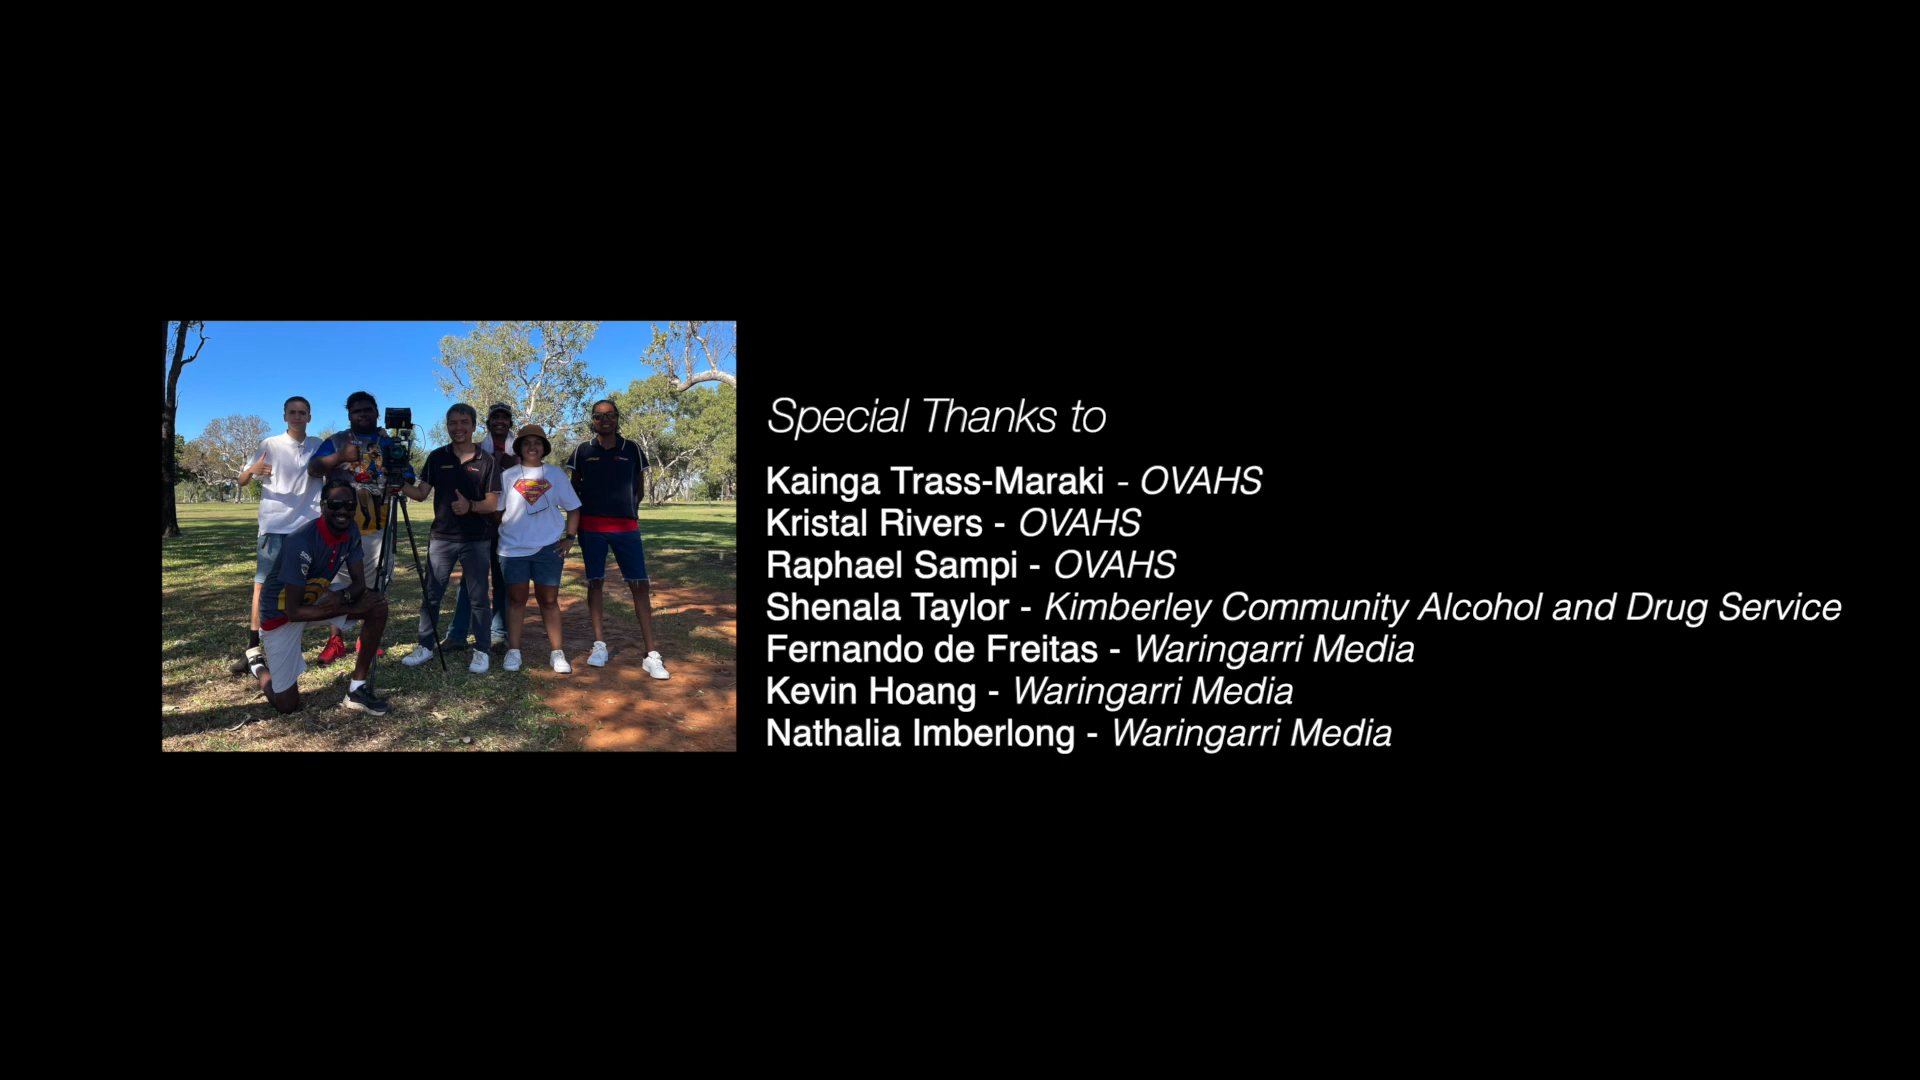 Special Thanks to
Kainga Trass-Maraki - OVAHS
Kristal Rivers - OVAHS
Raphael Sampi - OVAHS
Shenala Taylor - Kimberley Community Alcohol and Drug Service
Fernando de Freitas - Waringarri Media
Kevin Hoang - Waringarri Media
Nathalia Imberlong - Waringarri Media